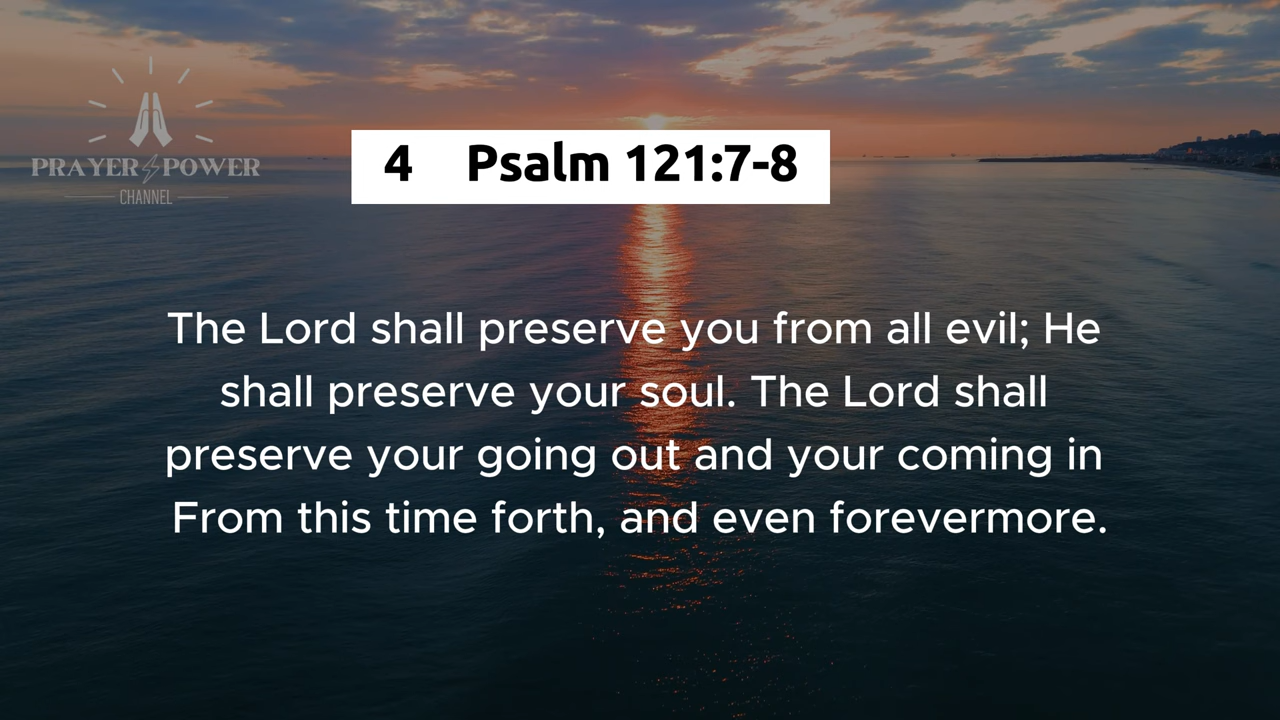 PRAYER POWER
CHANNEL
4 Psalm 121:7-8
The Lord shall preserve you from all evil; He
shall preserve your soul. The Lord shall
preserve your going out and your coming in
From this time forth, and even forevermore.